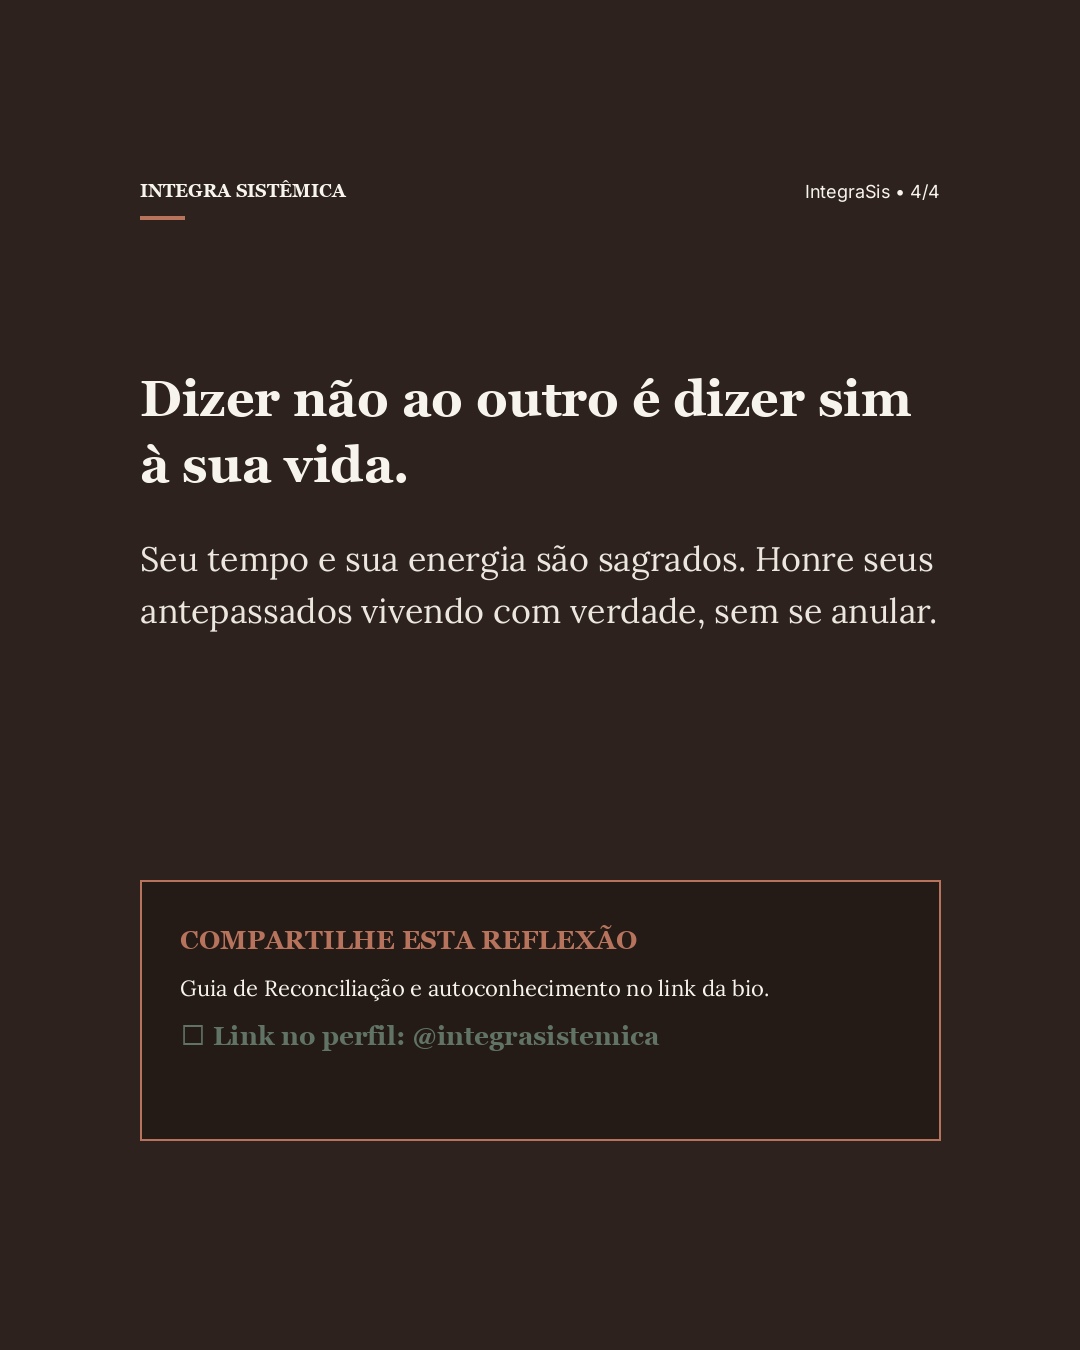 INTEGRA SISTÊMICA
IntegraSis • 4/4
Dizer não ao outro é dizer sim
à sua vida.
Seu tempo e sua energia são sagrados. Honre seus
antepassados vivendo com verdade, sem se anular.
COMPARTILHE ESTA REFLEXÃO
Guia de Reconciliação e autoconhecimento no link da bio.
☐ Link no perfil: @integrasistemica